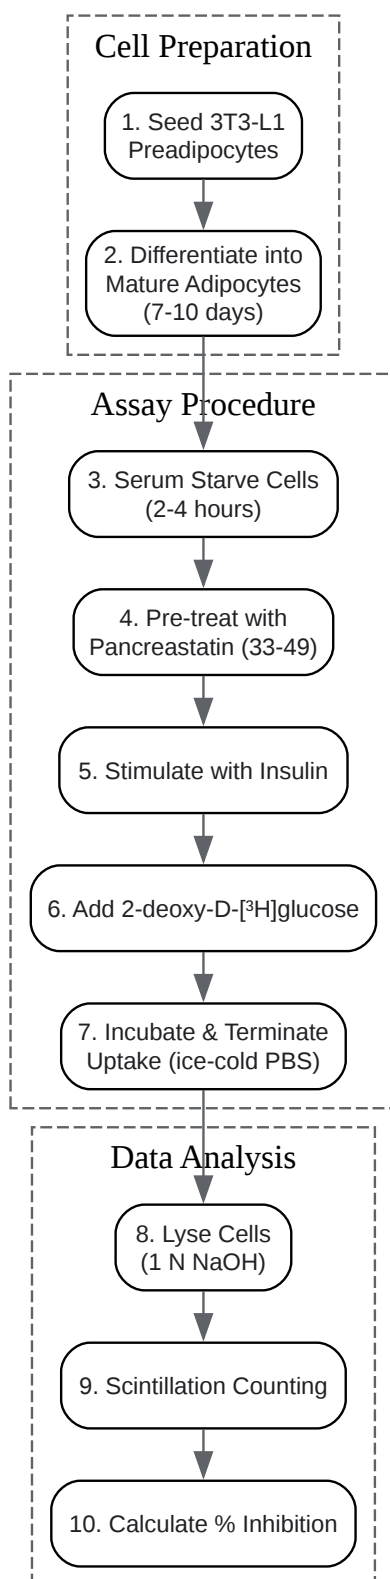 Cell Preparation
1. Seed 3T3-L1
Preadipocytes
2. Differentiate into
Mature Adipocytes
(7-10 days)
Assay Procedure
3. Serum Starve Cells
(2-4 hours)
4. Pre-treat with
Pancreastatin (33-49)
5. Stimulate with Insulin
6. Add 2-deoxy-D-[³H]glucose
7. Incubate & Terminate
Uptake (ice-cold PBS)
Data Analysis
8. Lyse Cells
(1 N NaOH)
9. Scintillation Counting
10. Calculate % Inhibition